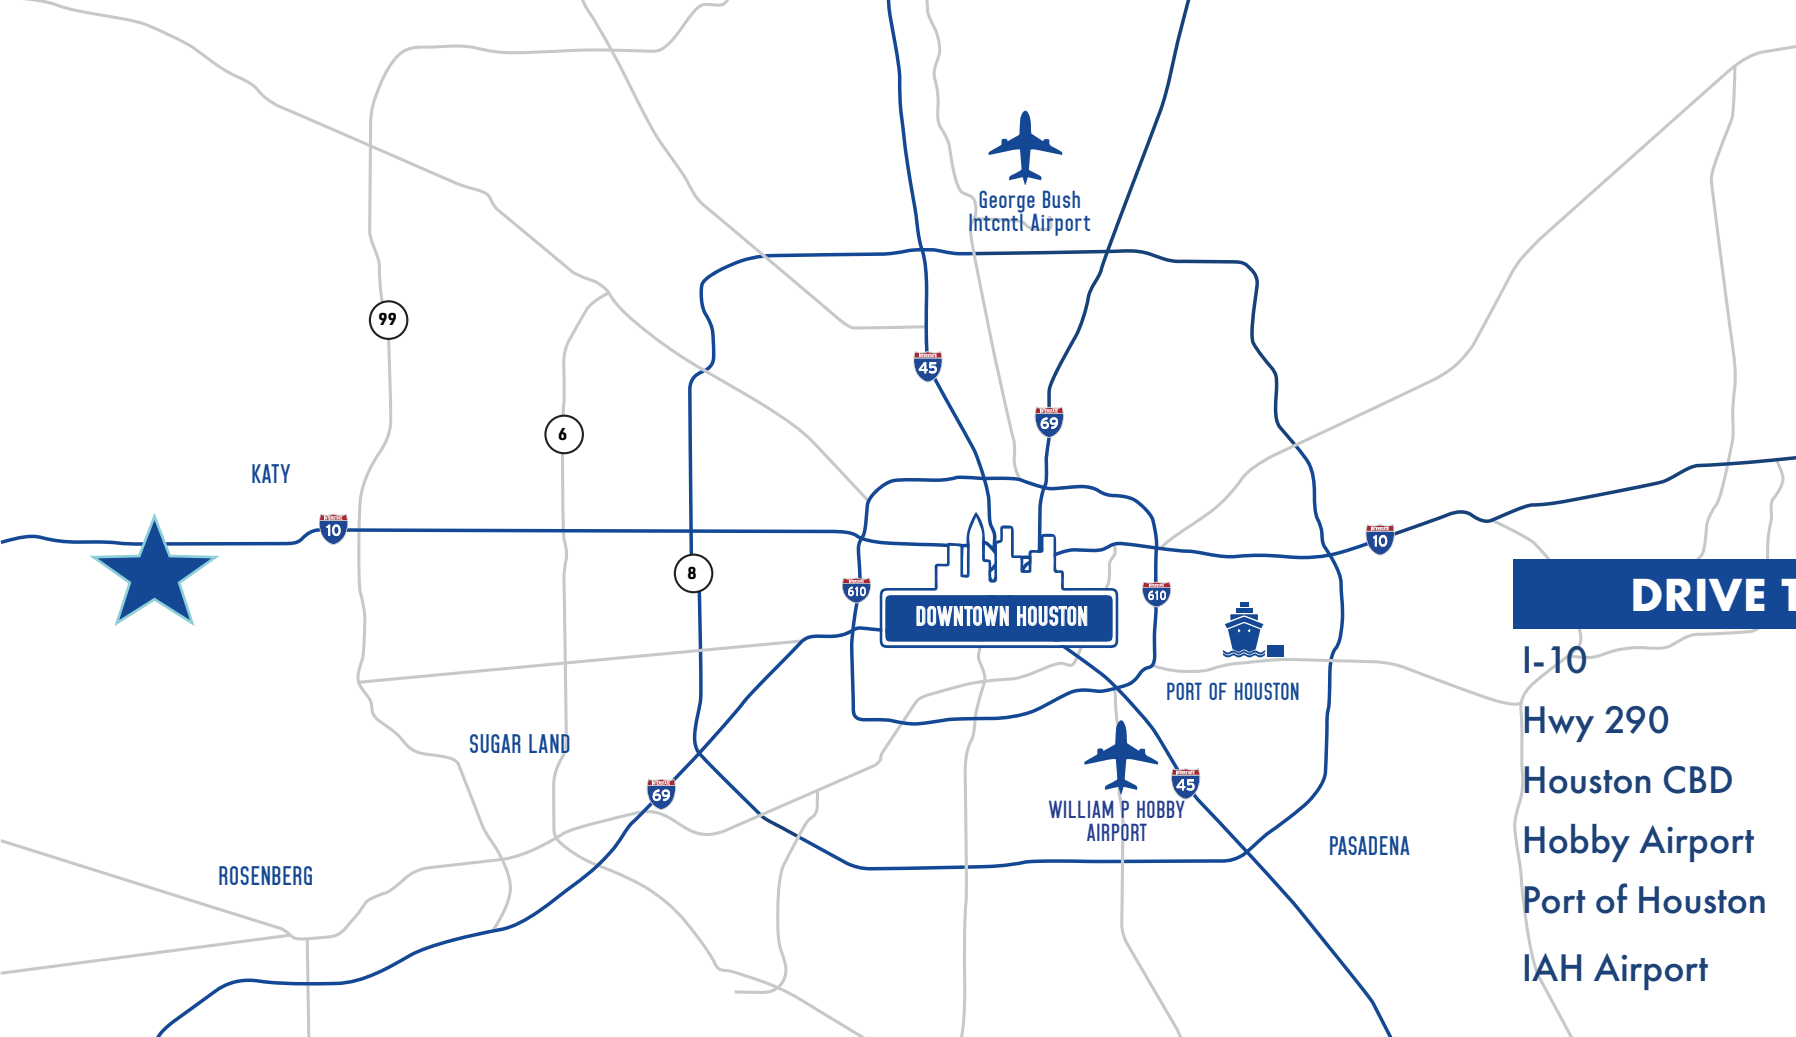 George Bush
Intcntl Airport
99
45
69
6
KATY
10
10
8
610
610
DOWNTOWN HOUSTON
DRIVE T
I-10
PORT OF HOUSTON
Hwy 290
SUGAR LAND
Houston CBD
69
45
WILLIAM P HOBBY
AIRPORT
PASADENA
Hobby Airport
ROSENBERG
Port of Houston
IAH Airport